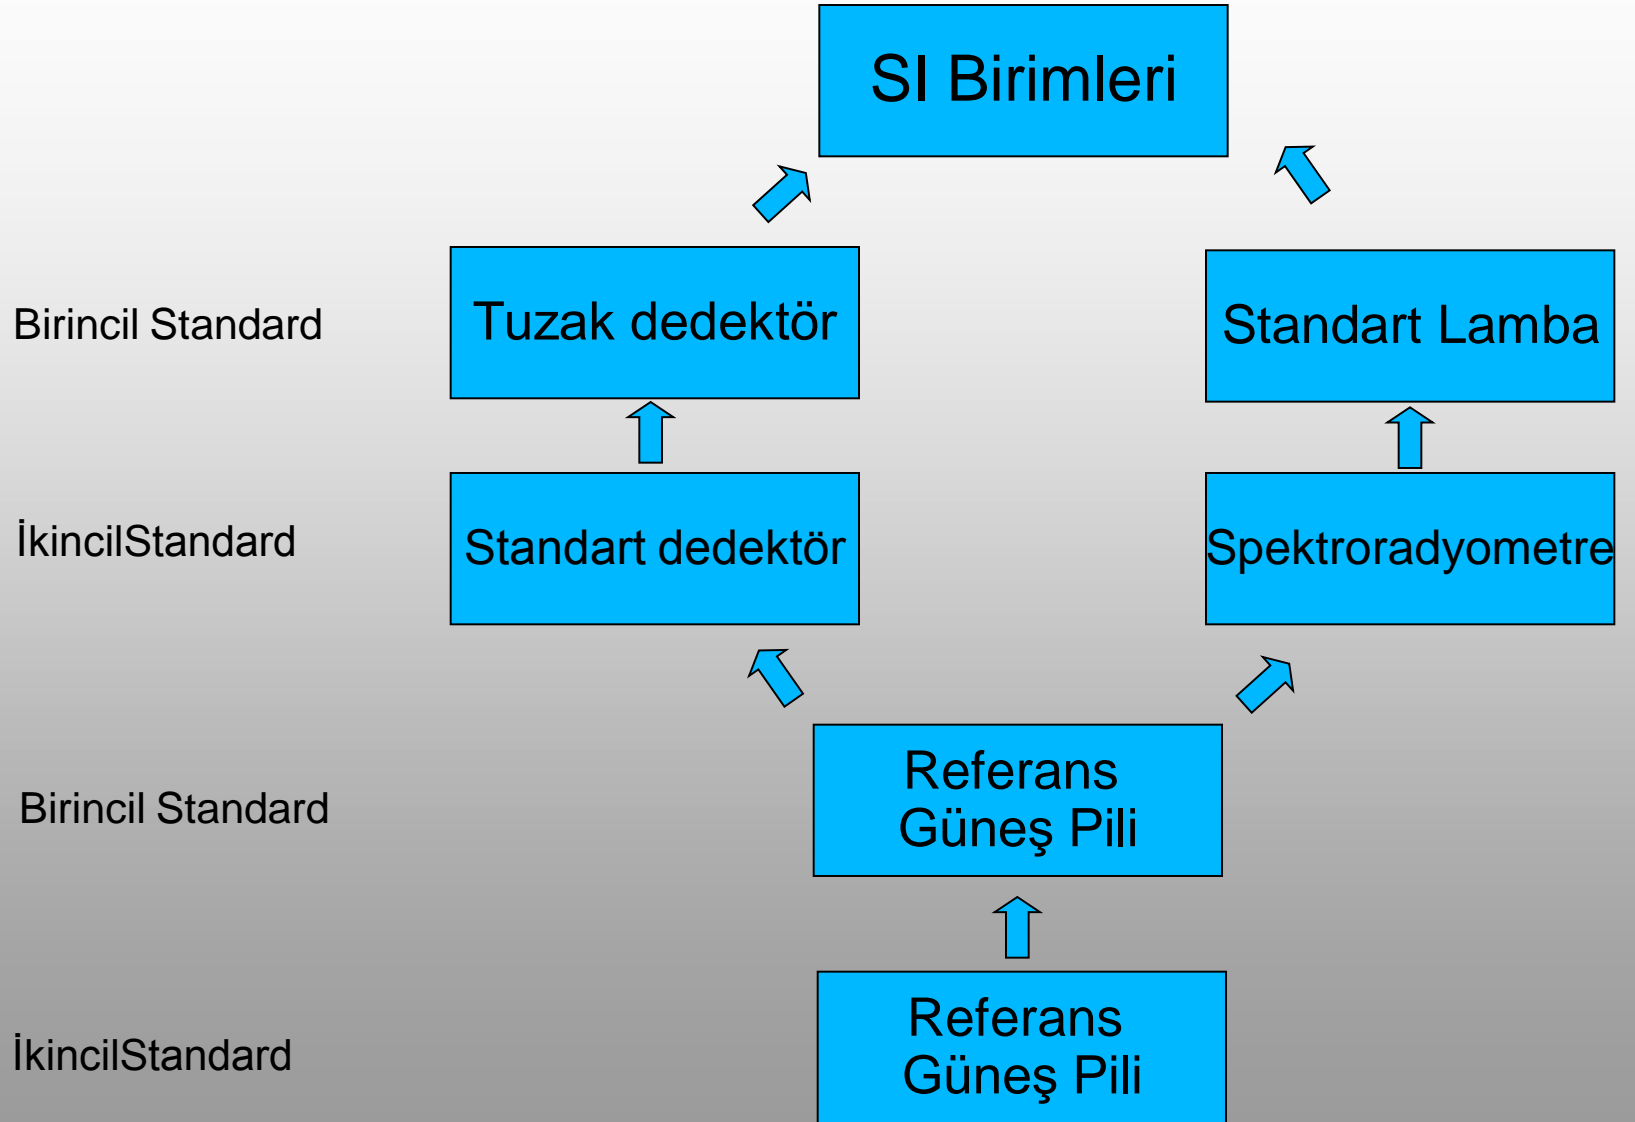 SI Birimleri
Birincil Standard
Tuzak dedektör
Standart Lamba
İkincilStandard
Standart dedektör
Spektroradyometre
Birincil Standard
Referans
Güneş Pili
İkincilStandard
Referans
Güneş Pili